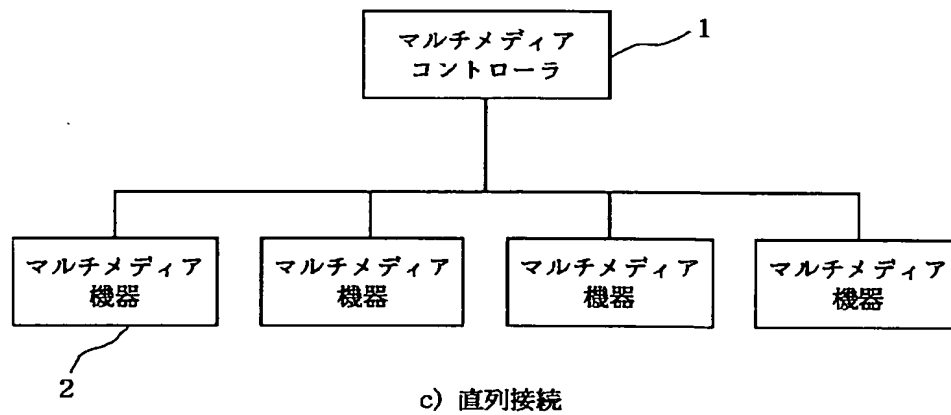 マルチメディア
コントローラ
1
マルチメディア
機器
マルチメディア
機器
マルチメディア
機器
マルチメディア
機器
2
c) 直列接続